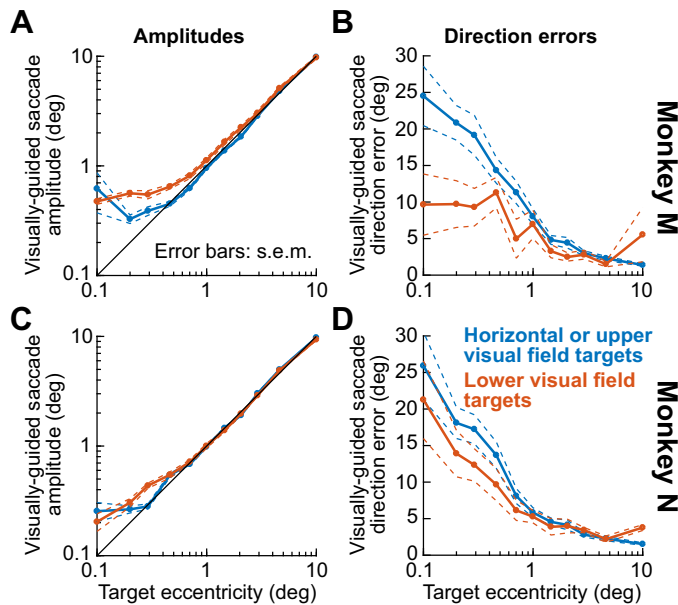 A
Amplitudes
Visually-guided saccade
amplitude (deg)
10
1
0.1
Error bars: s.e.m.
0.1
1
10
B
Direction errors
Visually-guided saccade
direction error (deg)
30
25
20
15
10
5
0
0.1
1
10
Monkey M
C
Visually-guided saccade
amplitude (deg)
10
1
0.1
0.1
1
10
Target eccentricity (deg)
D
Visually-guided saccade
direction error (deg)
30
25
20
15
10
5
0
Horizontal or upper
visual field targets
Lower visual field
targets
0.1
1
10
Target eccentricity (deg)
Monkey N